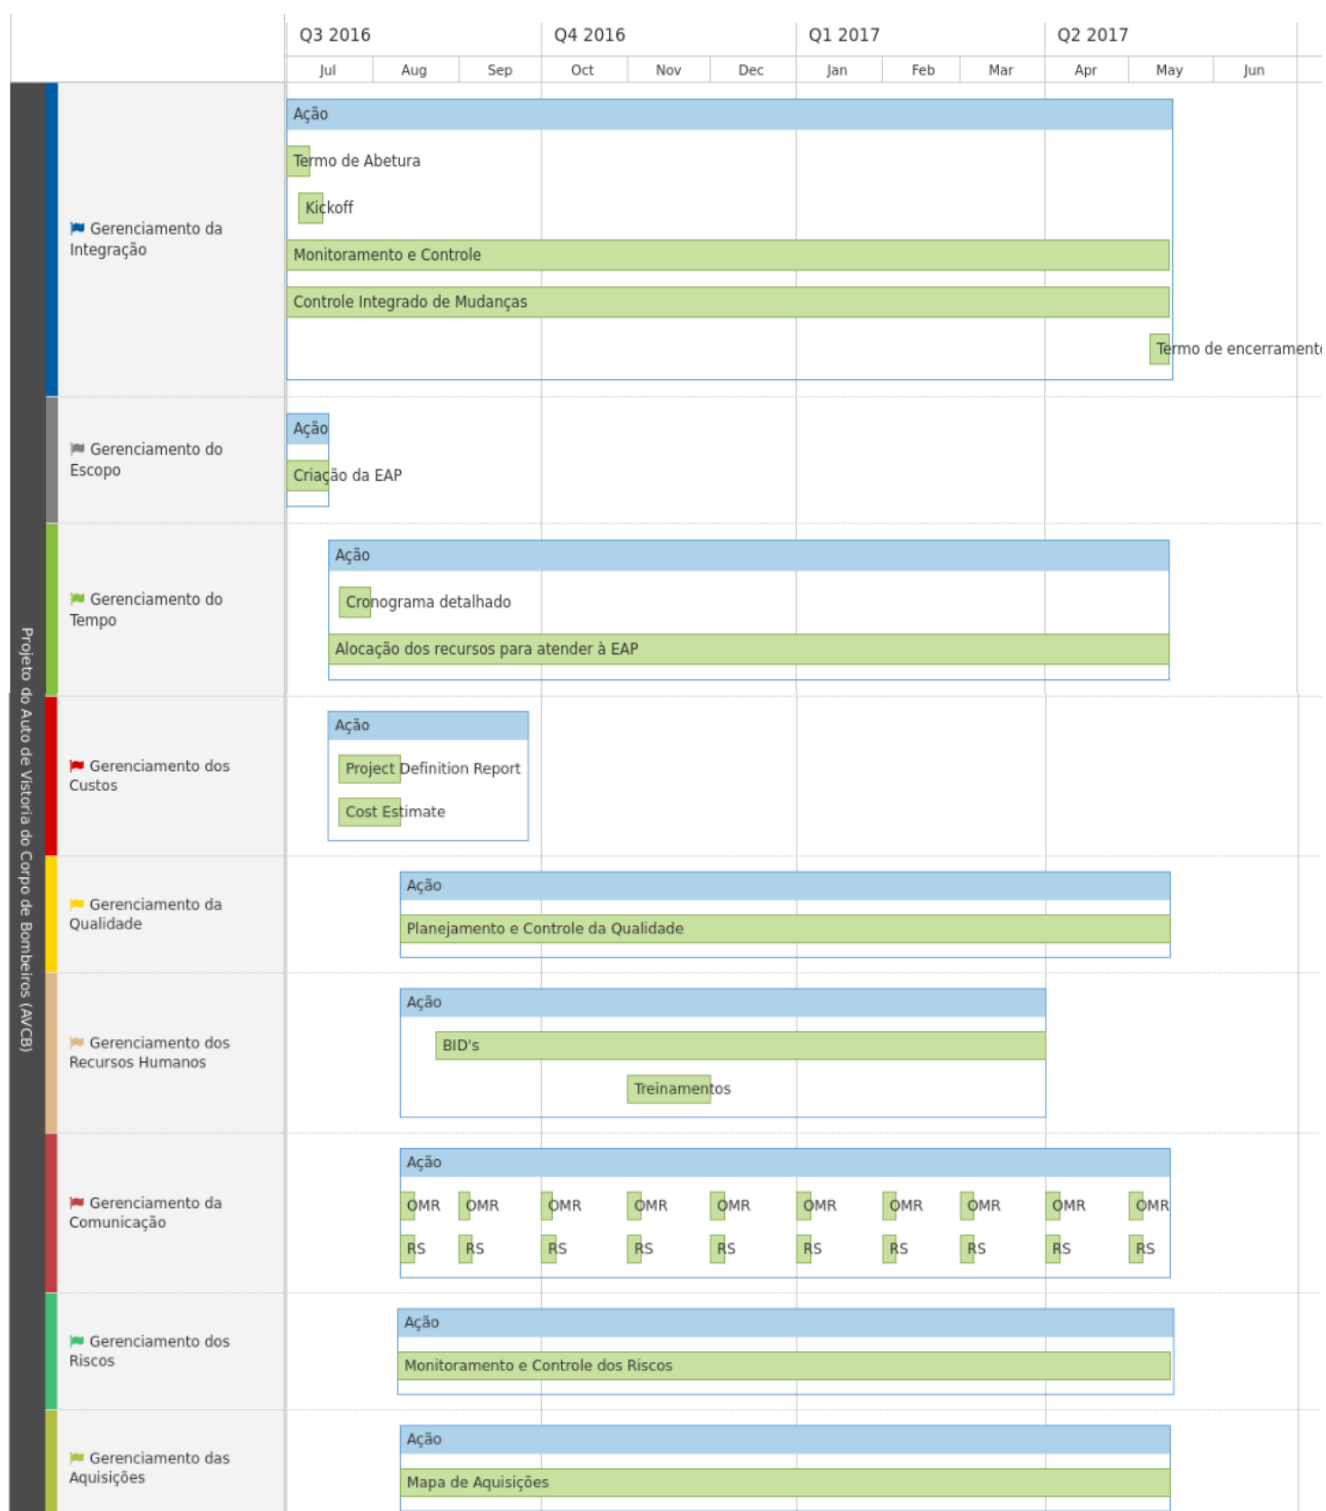 Q3 2016
Q4 2016
Q1 2017
Q2 2017
Jul
Aug
Sep
Oct
Nov
Dec
Jan
Feb
Mar
Apr
May
Jun
Projeto do Auto de Vistoria do Corpo de Bombeiros (AVCB)
Gerenciamento da
Integração
Ação
Termo de Abetura
Kickoff
Monitoramento e Controle
Controle Integrado de Mudanças
Termo de encerramento
Gerenciamento do
Escopo
Ação
Criação da EAP
Gerenciamento do
Tempo
Ação
Cronograma detalhado
Alocação dos recursos para atender à EAP
Gerenciamento dos
Custos
Ação
Project Definition Report
Cost Estimate
Gerenciamento da
Qualidade
Ação
Planejamento e Controle da Qualidade
Gerenciamento dos
Recursos Humanos
Ação
BID's
Treinamentos
Gerenciamento da
Comunicação
Ação
OMR OMR OMR OMR OMR OMR OMR OMR OMR OMR
RS RS RS RS RS RS RS RS RS RS
Gerenciamento dos
Riscos
Ação
Monitoramento e Controle dos Riscos
Gerenciamento das
Aquisições
Ação
Mapa de Aquisições